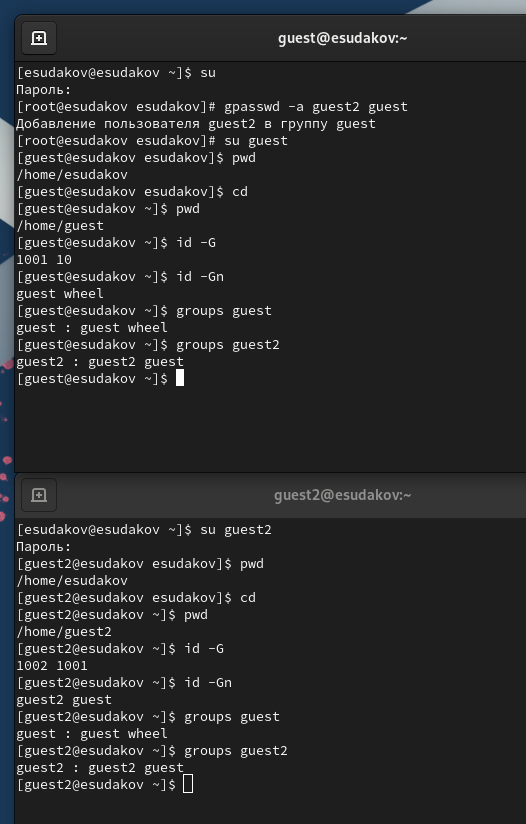 guest@esudakov:~
[esudakov@esudakov ~]$ su
Пароль:
[root@esudakov esudakov]# gpasswd -a guest2 guest
Добавление пользователя guest2 в группу guest
[root@esudakov esudakov]# su guest
[guest@esudakov esudakov]$ pwd
/home/esudakov
[guest@esudakov esudakov]$ cd
[guest@esudakov ~]$ pwd
/home/guest
[guest@esudakov ~]$ id -G
1001 10
[guest@esudakov ~]$ id -Gn
guest wheel
[guest@esudakov ~]$ groups guest
guest : guest wheel
[guest@esudakov ~]$ groups guest2
guest2 : guest2 guest
[guest@esudakov ~]$
guest2@esudakov:~
[esudakov@esudakov ~]$ su guest2
Пароль:
[guest2@esudakov esudakov]$ pwd
/home/esudakov
[guest2@esudakov esudakov]$ cd
[guest2@esudakov ~]$ pwd
/home/guest2
[guest2@esudakov ~]$ id -G
1002 1001
[guest2@esudakov ~]$ id -Gn
guest2 guest
[guest2@esudakov ~]$ groups guest
guest : guest wheel
[guest2@esudakov ~]$ groups guest2
guest2 : guest2 guest
[guest2@esudakov ~]$